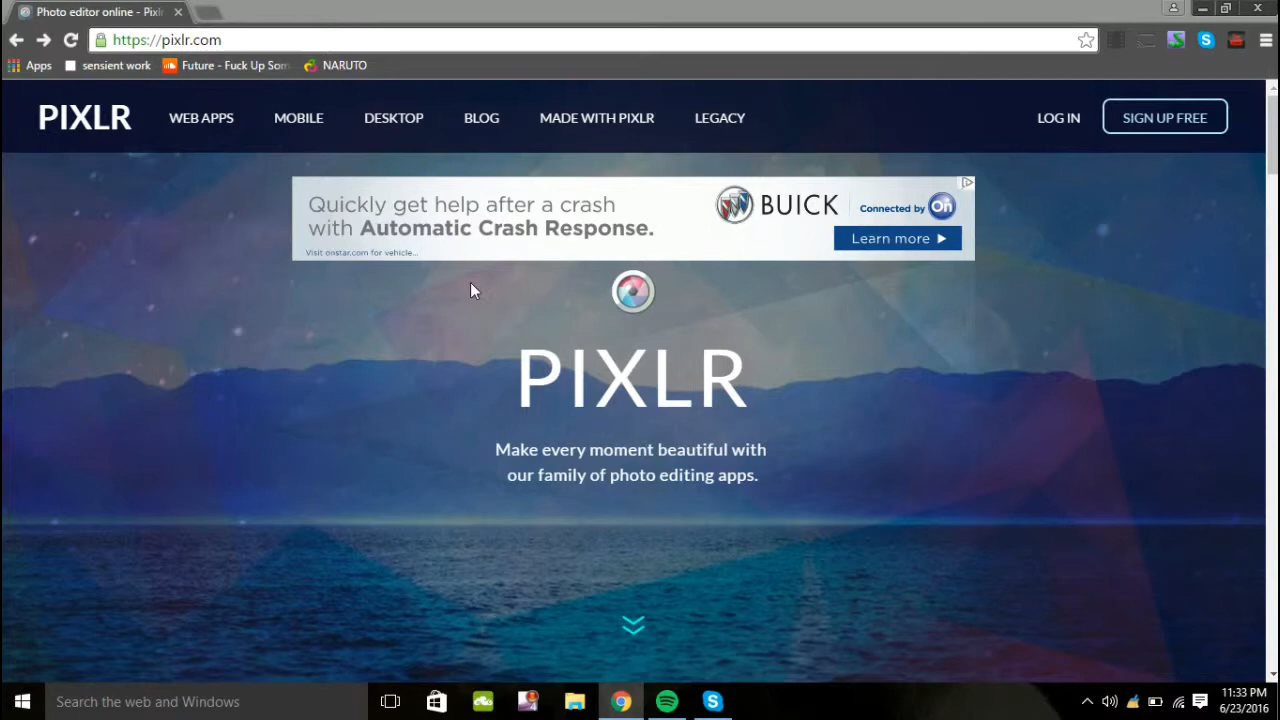 Photo editor online - Pixlr
https://pixlr.com
Apps sensient work Future - Fuck Up Som NARUTO
PIXLR WEB APPS MOBILE DESKTOP BLOG MADE WITH PIXLR LEGACY LOG IN SIGN UP FREE
Quickly get help after a crash
with Automatic Crash Response.
Visit onstar.com for vehicle...
BUICK Connected by On
Learn more
PIXLR
Make every moment beautiful with
our family of photo editing apps.
Search the web and Windows
11:33 PM
6/23/2016